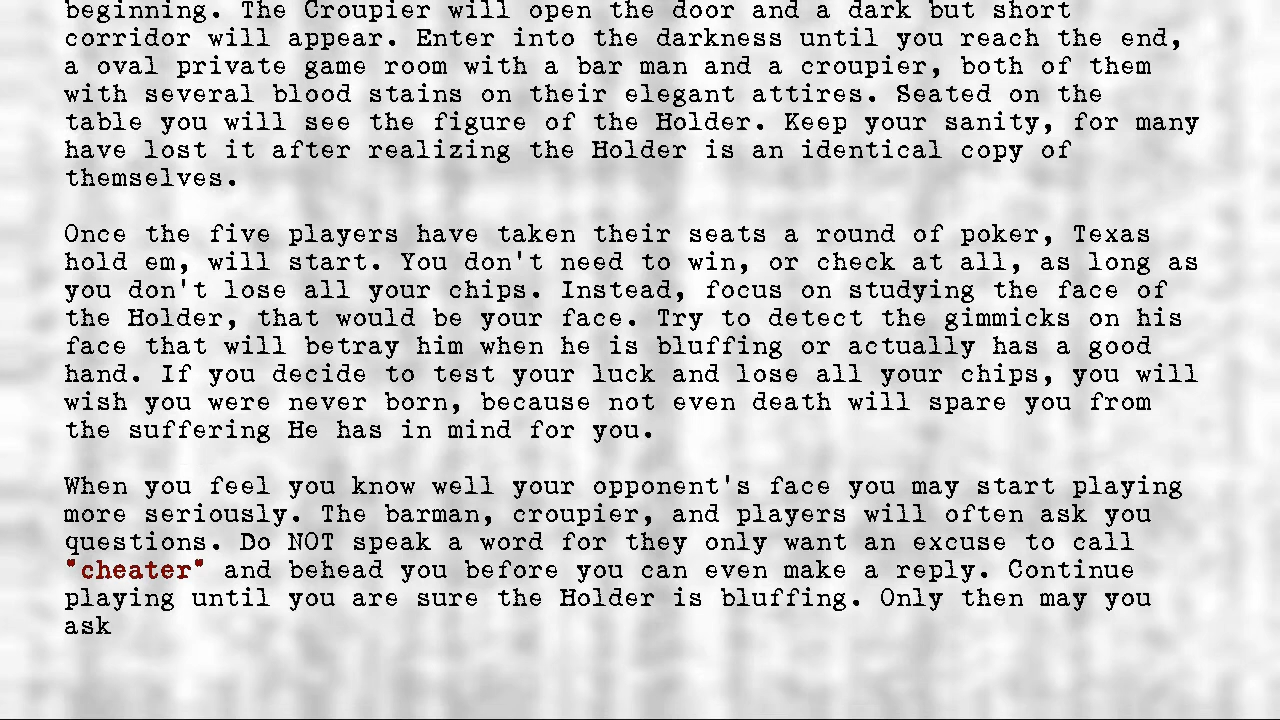 beginning. The Croupier will open the door and a dark but short
corridor will appear. Enter into the darkness until you reach the end,
a oval private game room with a bar man and a croupier, both of them
with several blood stains on their elegant attires. Seated on the
table you will see the figure of the Holder. Keep your sanity, for many
have lost it after realizing the Holder is an identical copy of
themselves.

Once the five players have taken their seats a round of poker, Texas
hold em, will start. You don't need to win, or check at all, as long as
you don't lose all your chips. Instead, focus on studying the face of
the Holder, that would be your face. Try to detect the gimmicks on his
face that will betray him when he is bluffing or actually has a good
hand. If you decide to test your luck and lose all your chips, you will
wish you were never born, because not even death will spare you from
the suffering He has in mind for you.

When you feel you know well your opponent's face you may start playing
more seriously. The barman, croupier, and players will often ask you
questions. Do NOT speak a word for they only want an excuse to call
"cheater" and behead you before you can even make a reply. Continue
playing until you are sure the Holder is bluffing. Only then may you
ask